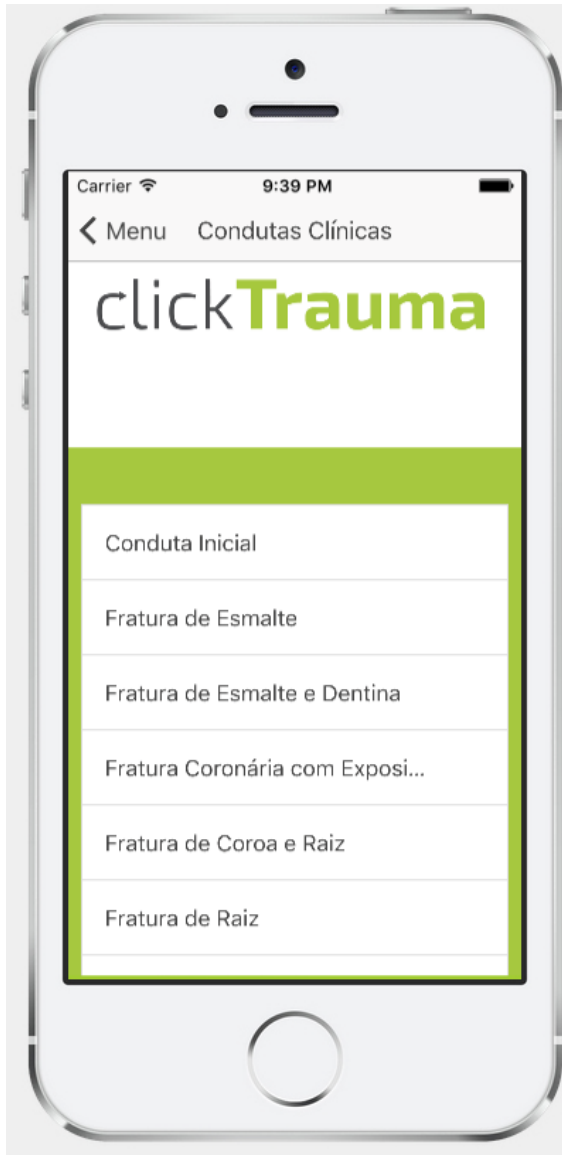 Carrier 9:39 PM
Menu Condutas Clínicas
clickTrauma
Conduta Inicial
Fratura de Esmalte
Fratura de Esmalte e Dentina
Fratura Coronária com Exposi...
Fratura de Coroa e Raiz
Fratura de Raiz